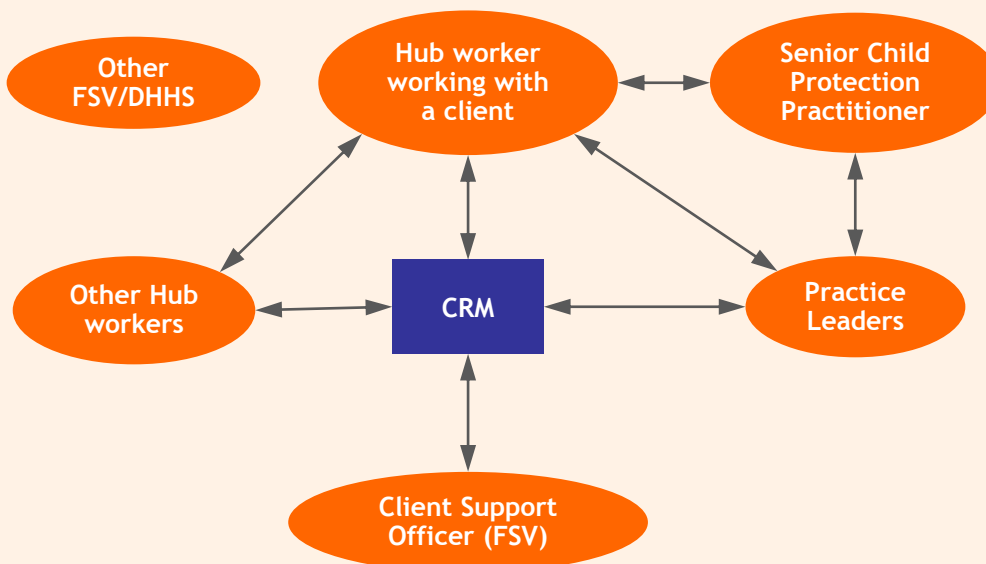 Other
FSV/DHHS
Hub worker
working with
a client
Senior Child
Protection
Practitioner
Other Hub
workers
CRM
Practice
Leaders
Client Support
Officer (FSV)